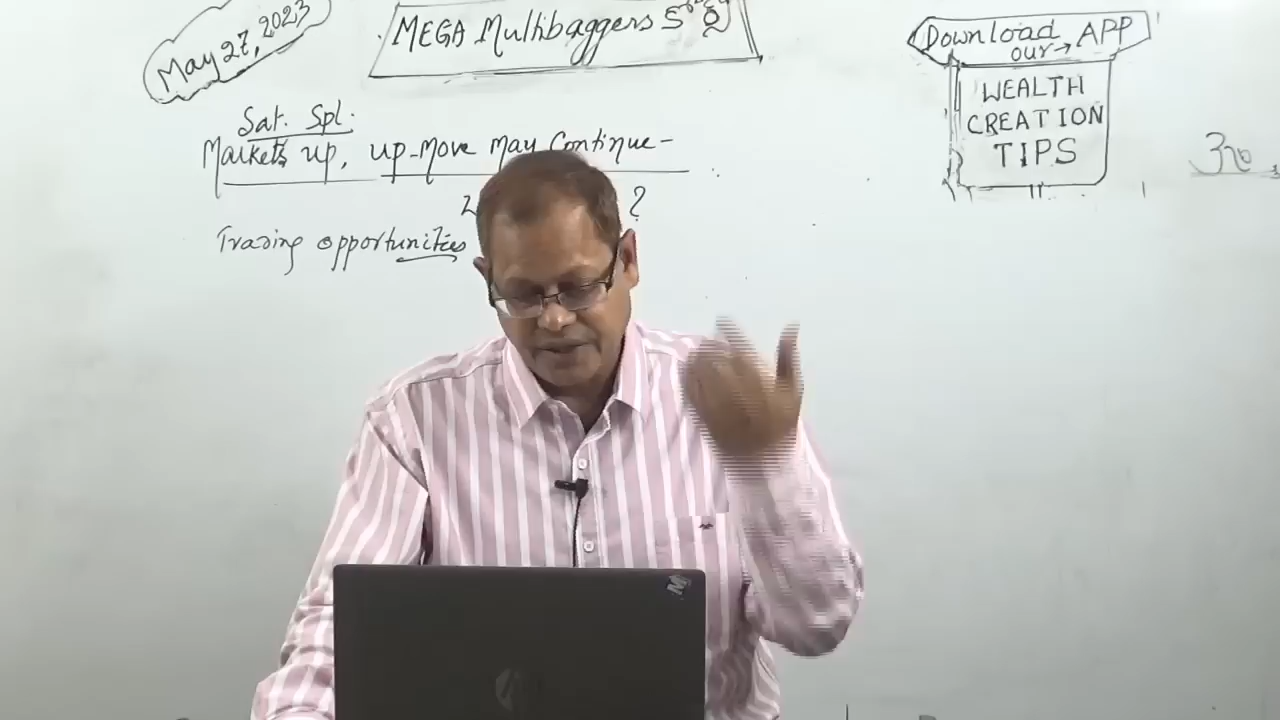 May 27, 2023
MEGA Multibaggers
Download
our → APP
WEALTH
CREATION
TIPS
Sat. Spl.
Markets up, up-move may Continue -
?
Trading opportunities